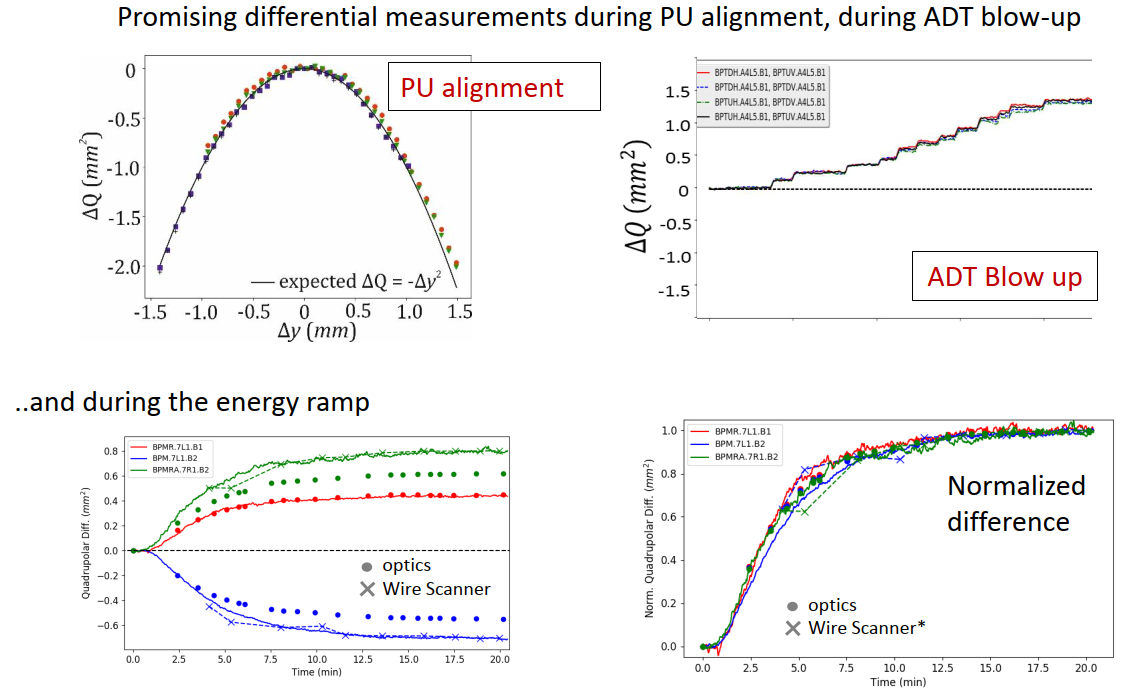 Promising differential measurements during PU alignment, during ADT blow-up
PU alignment
0
-0.5
-1.0
-1.5
-2.0
ΔQ (mm²)
expected ΔQ = -Δy²
-1.5 -1.0 -0.5 0 0.5 1.0 1.5
Δy (mm)
BPTDH.A4L5.B1, BPTUV.A4L5.B1
BPTDH.A4L5.B1, BPTDV.A4L5.B1
BPTUH.A4L5.B1, BPTDV.A4L5.B1
BPTUH.A4L5.B1, BPTUV.A4L5.B1
1.5
1.0
0.5
0
-0.5
-1.0
-1.5
ΔQ (mm²)
ADT Blow up
..and during the energy ramp
BPMR.7L1.B1
BPM.7L1.B2
BPMRA.7R1.B2
0.8
0.6
0.4
0.2
0.0
−0.2
−0.4
−0.6
Quadrupolar Diff. (mm²)
optics
Wire Scanner
0.0 2.5 5.0 7.5 10.0 12.5 15.0 17.5 20.0
Time (min)
BPMR.7L1.B1
BPM.7L1.B2
BPMRA.7R1.B2
1.0
0.8
0.6
0.4
0.2
0.0
Norm. Quadrupolar Diff. (mm²)
Normalized
difference
optics
Wire Scanner*
0.0 2.5 5.0 7.5 10.0 12.5 15.0 17.5 20.0
Time (min)